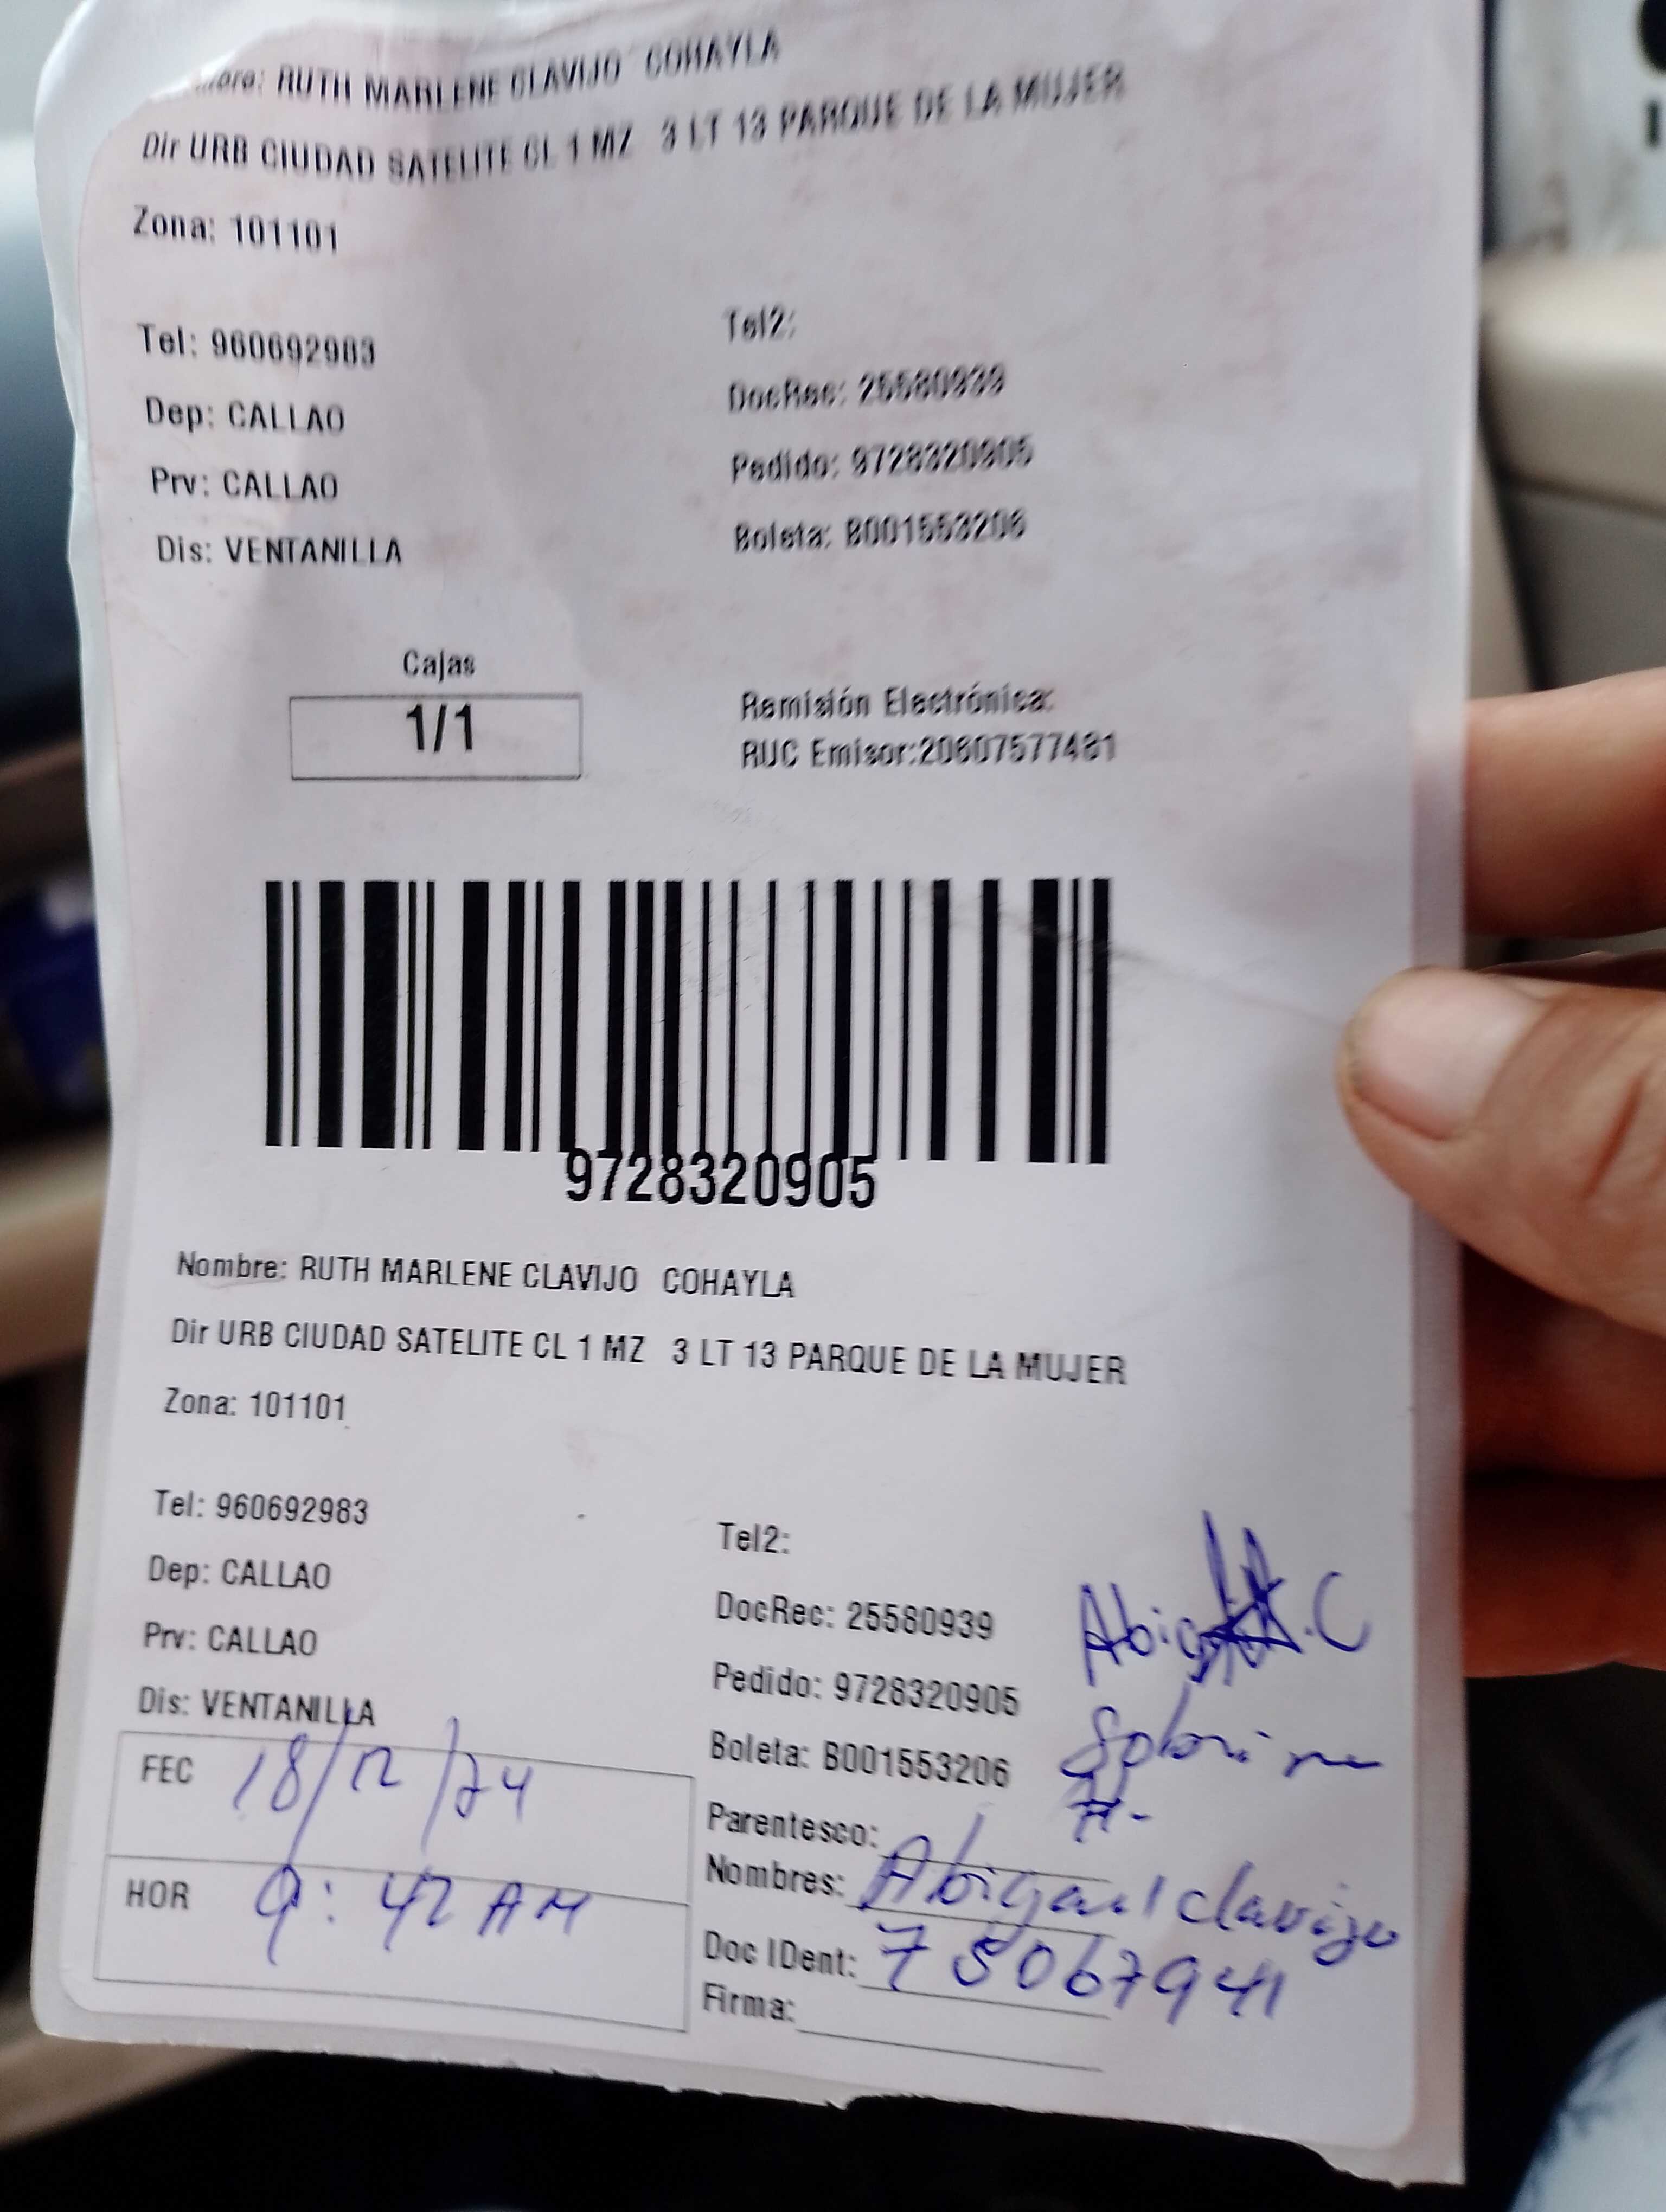 RUTH MARLENE CLAVIJO COHAYLA
Dir URB CIUDAD SATELITE CL 1 MZ 3 LT 13 PARQUE DE LA MUJER
Zona: 101101
Tel: 960692983
Tel2:
Dep: CALLAO
DocRec: 25580939
Prv: CALLAO
Pedido: 9728320905
Dis: VENTANILLA
Boleta: B001553206
Cajas
1/1
Remisión Electrónica:
RUC Emisor:20607577481
9728320905
Nombre: RUTH MARLENE CLAVIJO COHAYLA
Dir URB CIUDAD SATELITE CL 1 MZ 3 LT 13 PARQUE DE LA MUJER
Zona: 101101
Tel: 960692983
Tel2:
Dep: CALLAO
DocRec: 25580939
Prv: CALLAO
Pedido: 9728320905
Dis: VENTANILLA
Boleta: B001553206
Sobrina
FEC 18/12/24
Parentesco:
HOR 9:42 AM
Nombres: Abigail Clavijo
Doc IDent: 75067941
Firma: